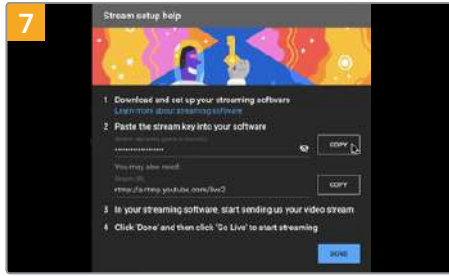 7
Stream setup help
1 Download and set up your streaming software
Learn more about streaming software
2 Paste the stream key into your software
••••••••••••••••••
COPY
You may also need:
Stream URL
rtmp://a.rtmp.youtube.com/live2
COPY
3 In your streaming software, start sending us your video stream
4 Click 'Done' and then click 'Go Live' to start streaming
DONE